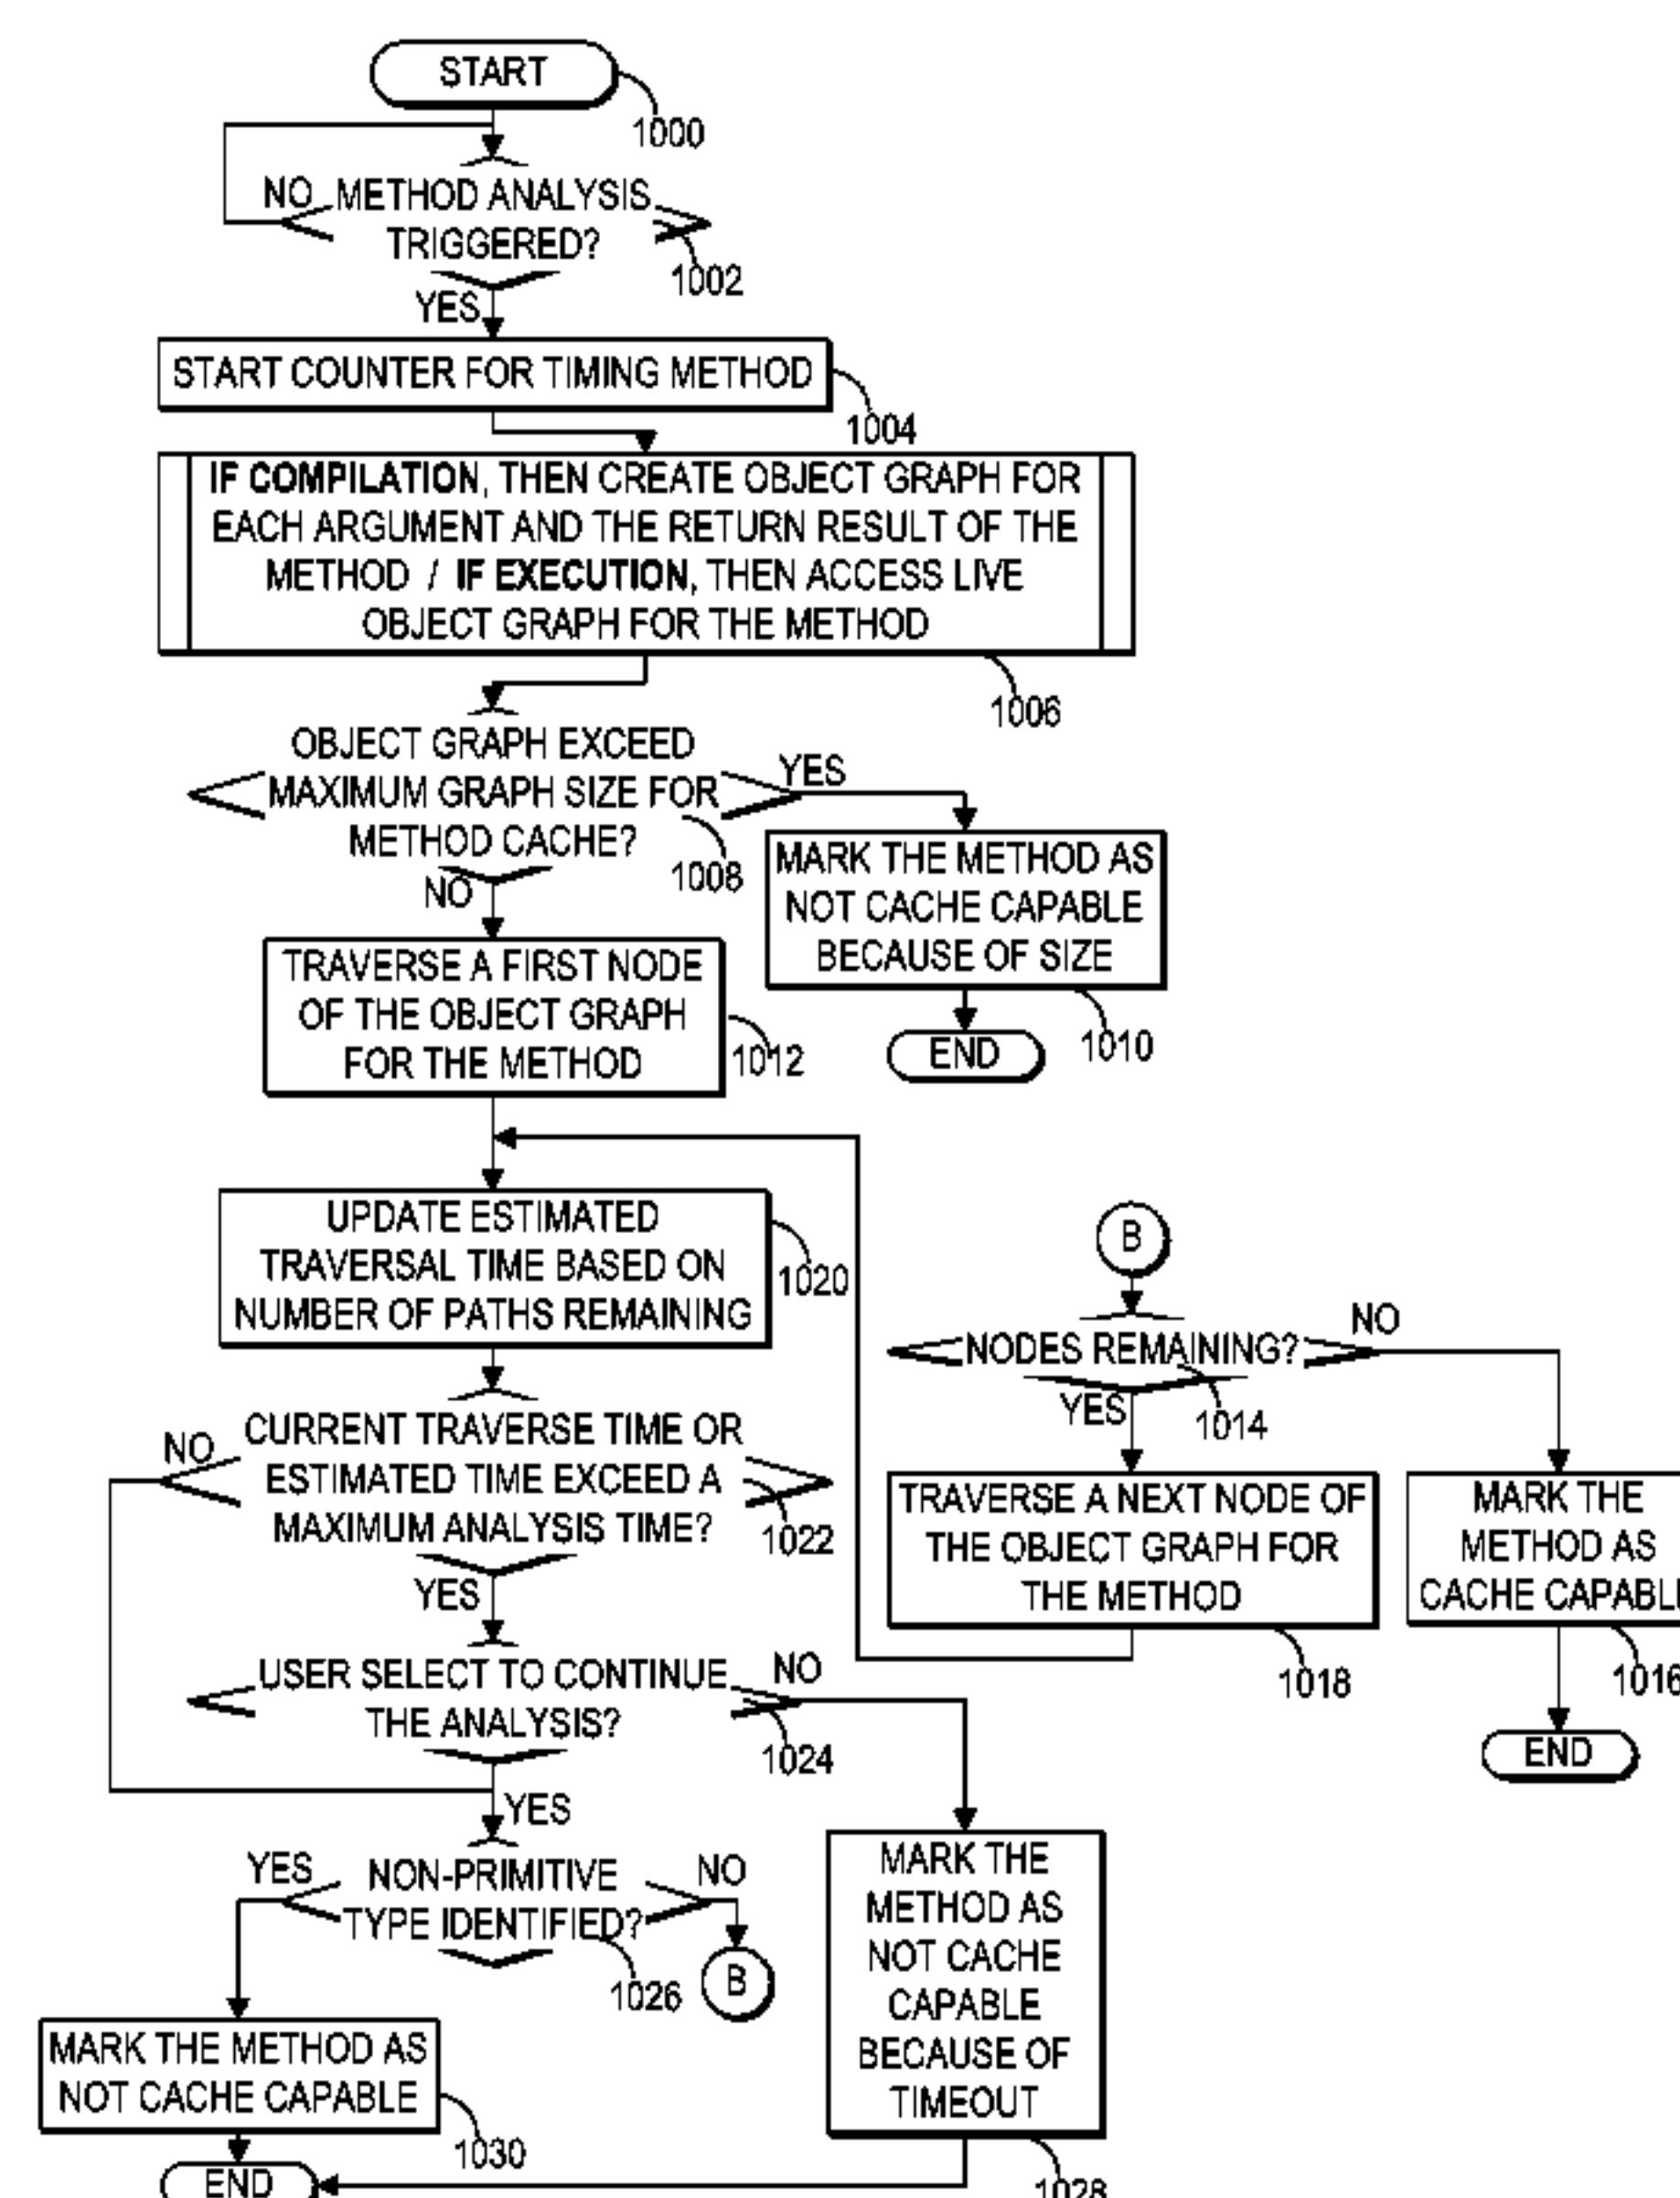 START
1000
NO METHOD ANALYSIS
TRIGGERED?
1002
YES
START COUNTER FOR TIMING METHOD
1004
IF COMPILATION, THEN CREATE OBJECT GRAPH FOR
EACH ARGUMENT AND THE RETURN RESULT OF THE
METHOD / IF EXECUTION, THEN ACCESS LIVE
OBJECT GRAPH FOR THE METHOD
1006
OBJECT GRAPH EXCEED
MAXIMUM GRAPH SIZE FOR
METHOD CACHE?
YES
1008
NO
MARK THE METHOD AS
NOT CACHE CAPABLE
BECAUSE OF SIZE
1010
END
TRAVERSE A FIRST NODE
OF THE OBJECT GRAPH
FOR THE METHOD
1012
UPDATE ESTIMATED
TRAVERSAL TIME BASED ON
NUMBER OF PATHS REMAINING
1020
B
NODES REMAINING?
NO
YES
1014
TRAVERSE A NEXT NODE OF
THE OBJECT GRAPH FOR
THE METHOD
1018
MARK THE
METHOD AS
CACHE CAPABLE
1016
END
NO
CURRENT TRAVERSE TIME OR
ESTIMATED TIME EXCEED A
MAXIMUM ANALYSIS TIME?
1022
YES
USER SELECT TO CONTINUE
THE ANALYSIS?
NO
1024
YES
YES
NON-PRIMITIVE
TYPE IDENTIFIED?
NO
1026
B
MARK THE
METHOD AS
NOT CACHE
CAPABLE
BECAUSE OF
TIMEOUT
1028
MARK THE METHOD AS
NOT CACHE CAPABLE
1030
END